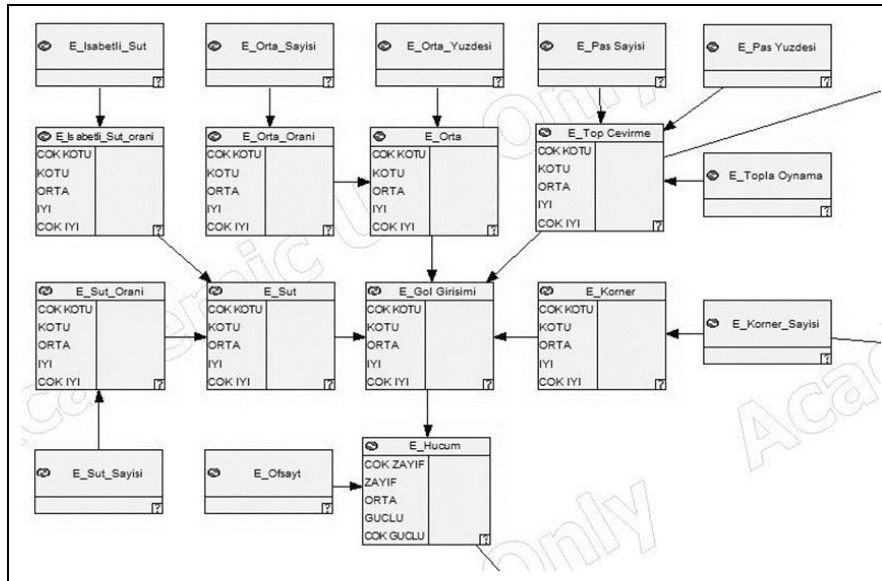 E_Isabetli_Sut
E_Orta_Sayisi
E_Orta_Yuzdesi
E_Pas Sayisi
E_Pas Yuzdesi
E_Isabetli_Sut_orani
COK KOTU
KOTU
ORTA
IYI
COK IYI
E_Orta_Orani
COK KOTU
KOTU
ORTA
IYI
COK IYI
E_Orta
COK KOTU
KOTU
ORTA
IYI
COK IYI
E_Top Cevirme
COK KOTU
KOTU
ORTA
IYI
COK IYI
E_Topla Oynama
E_Sut_Orani
COK KOTU
KOTU
ORTA
IYI
COK IYI
E_Sut
COK KOTU
KOTU
ORTA
IYI
COK IYI
E_Gol Girisimi
COK KOTU
KOTU
ORTA
IYI
COK IYI
E_Korner
COK KOTU
KOTU
ORTA
IYI
COK IYI
E_Korner_Sayisi
E_Sut_Sayisi
E_Ofsayt
E_Hucum
COK ZAYIF
ZAYIF
ORTA
GUCLU
COK GUCLU
Only
Only